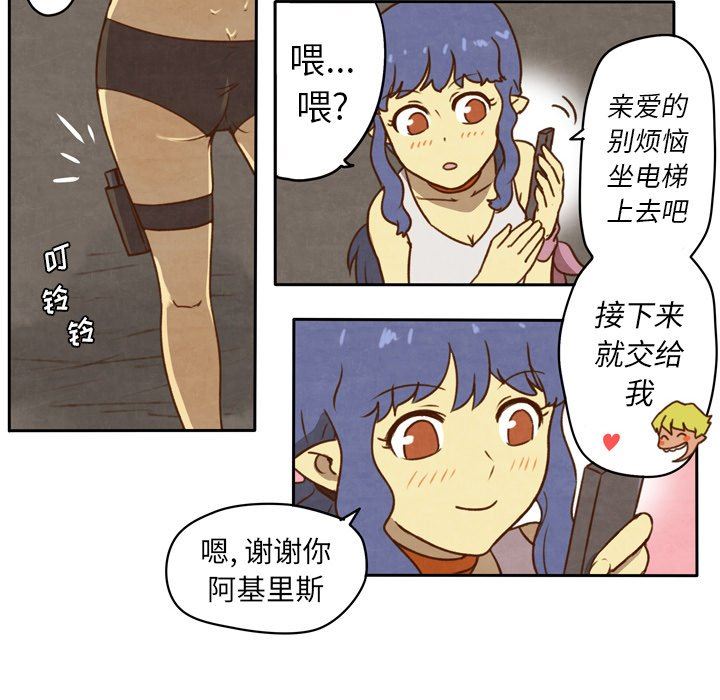 叮
铃
铃
喂...
喂?
亲爱的
别烦恼
坐电梯
上去吧
接下来
就交给
我
嗯, 谢谢你
阿基里斯